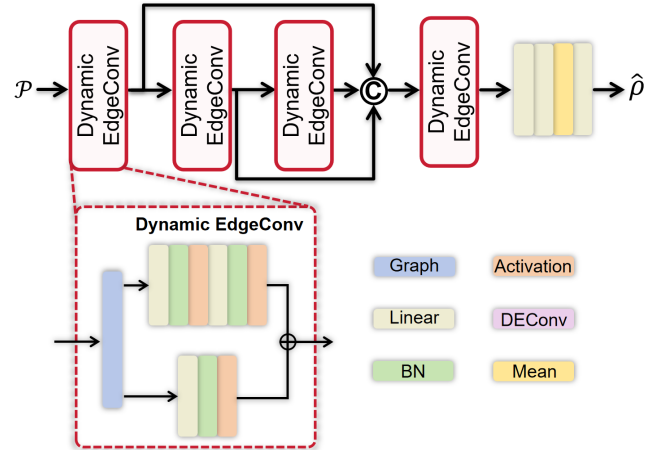 𝒫
Dynamic
EdgeConv
Dynamic
EdgeConv
Dynamic
EdgeConv
C
Dynamic
EdgeConv
ρ̂
Dynamic EdgeConv
Graph
Activation
Linear
DEConv
BN
Mean